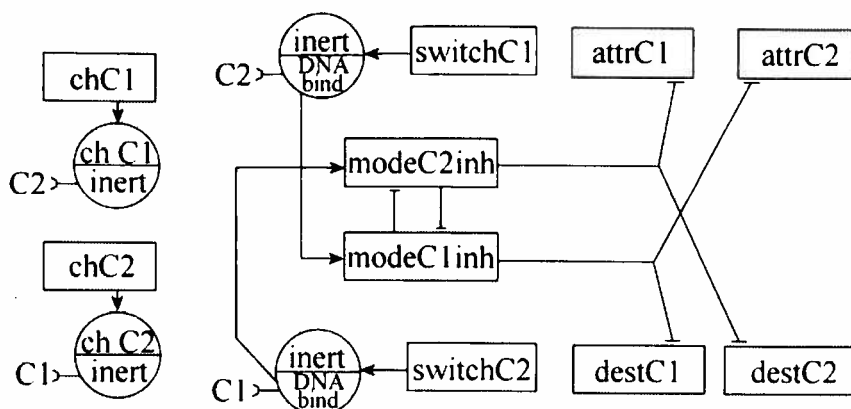 chC1
ch C1
inert
C2
chC2
ch C2
inert
C1
inert
DNA
bind
C2
switchC1
attrC1
attrC2
modeC2inh
modeC1inh
inert
DNA
bind
C1
switchC2
destC1
destC2